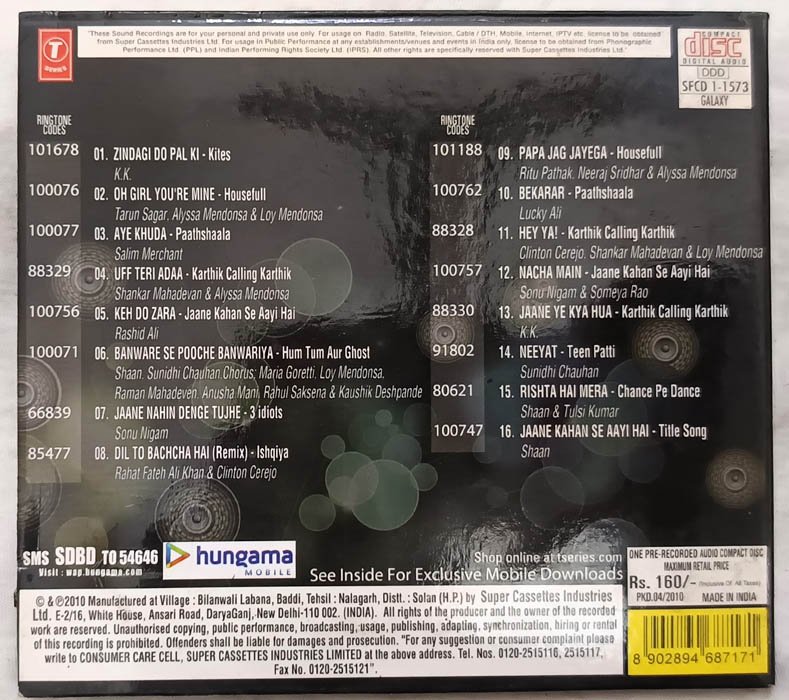 "These Sound Recordings are for your personal and private use only. For usage on Radio, Satellite, Television, Cable / DTH, Mobile, Internet, IPTV etc. license to be obtained
from Super Cassettes Industries Ltd. For usage in Public Performance at any establishments/venues and events in India only, license to be obtained from Phonographic
Performance Ltd. (PPL) and Indian Performing Rights Society Ltd. (IPRS). All other rights are specifically reserved with Super Cassettes Industries Ltd."
T
SERIES
COMPACT
disc
DIGITAL AUDIO
DDD
SFCD 1-1573
GALAXY
RINGTONE
CODES
101678 01. ZINDAGI DO PAL KI - Kites
K.K.
100076 02. OH GIRL YOU'RE MINE - Housefull
Tarun Sagar, Alyssa Mendonsa & Loy Mendonsa
100077 03. AYE KHUDA - Paathshaala
Salim Merchant
88329 04. UFF TERI ADAA - Karthik Calling Karthik
Shankar Mahadevan & Alyssa Mendonsa
100756 05. KEH DO ZARA - Jaane Kahan Se Aayi Hai
Rashid Ali
100071 06. BANWARE SE POOCHE BANWARIYA - Hum Tum Aur Ghost
Shaan, Sunidhi Chauhan,Chorus: Maria Goretti, Loy Mendonsa,
Raman Mahadeven, Anusha Mani, Rahul Saksena & Kaushik Deshpande
66839 07. JAANE NAHIN DENGE TUJHE - 3 idiots
Sonu Nigam
85477 08. DIL TO BACHCHA HAI (Remix) - Ishqiya
Rahat Fateh Ali Khan & Clinton Cerejo
RINGTONE
CODES
101188 09. PAPA JAG JAYEGA - Housefull
Ritu Pathak, Neeraj Sridhar & Alyssa Mendonsa
100762 10. BEKARAR - Paathshaala
Lucky Ali
88328 11. HEY YA! - Karthik Calling Karthik
Clinton Cerejo, Shankar Mahadevan & Loy Mendonsa
100757 12. NACHA MAIN - Jaane Kahan Se Aayi Hai
Sonu Nigam & Someya Rao
88330 13. JAANE YE KYA HUA - Karthik Calling Karthik
K.K.
91802 14. NEEYAT - Teen Patti
Sunidhi Chauhan
80621 15. RISHTA HAI MERA - Chance Pe Dance
Shaan & Tulsi Kumar
100747 16. JAANE KAHAN SE AAYI HAI - Title Song
Shaan
SMS SDBD TO 54646
Visit : wap.hungama.com
hungama
MOBILE
Shop online at tseries.com
See Inside For Exclusive Mobile Downloads
ONE PRE-RECORDED AUDIO COMPACT DISC
MAXIMUM RETAIL PRICE
Rs. 160/- (Inclusive Of All Taxes)
PKD.04/2010 MADE IN INDIA
© & ℗2010 Manufactured at Village : Bilanwali Labana, Baddi, Tehsil : Nalagarh, Distt. : Solan (H.P.) by Super Cassettes Industries
Ltd. E-2/16, White House, Ansari Road, DaryaGanj, New Delhi-110 002. (INDIA). All rights of the producer and the owner of the recorded
work are reserved. Unauthorised copying, public performance, broadcasting, usage, publishing, adapting, synchronization, hiring or rental
of this recording is prohibited. Offenders shall be liable for damages and prosecution. "For any suggestion or consumer complaint please
write to CONSUMER CARE CELL, SUPER CASSETTES INDUSTRIES LIMITED at the above address. Tel. No. 0120-2515116, 2515117,
Fax No. 0120-2515121".
8 902894 687171